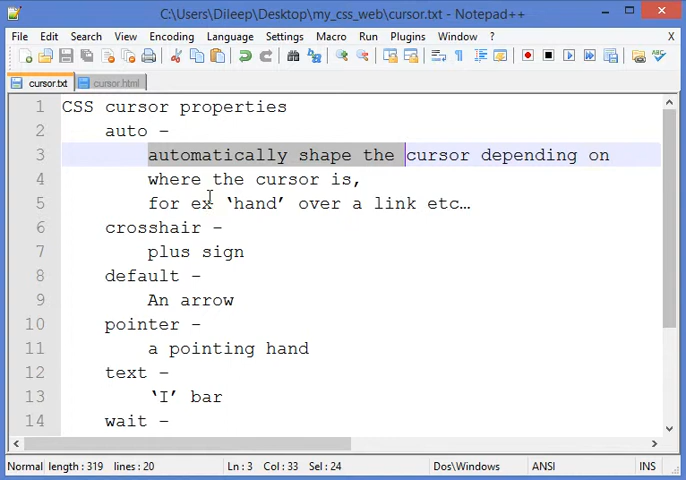 C:\Users\Dileep\Desktop\my_css_web\cursor.txt - Notepad++
File Edit Search View Encoding Language Settings Macro Run Plugins Window ? X
cursor.txt cursor.html
1 CSS cursor properties
2 auto –
3 automatically shape the cursor depending on
4 where the cursor is,
5 for ex ‘hand’ over a link etc…
6 crosshair –
7 plus sign
8 default –
9 An arrow
10 pointer –
11 a pointing hand
12 text –
13 ‘I’ bar
14 wait –
Normal length : 319 lines : 20 Ln : 3 Col : 33 Sel : 24 Dos\Windows ANSI INS